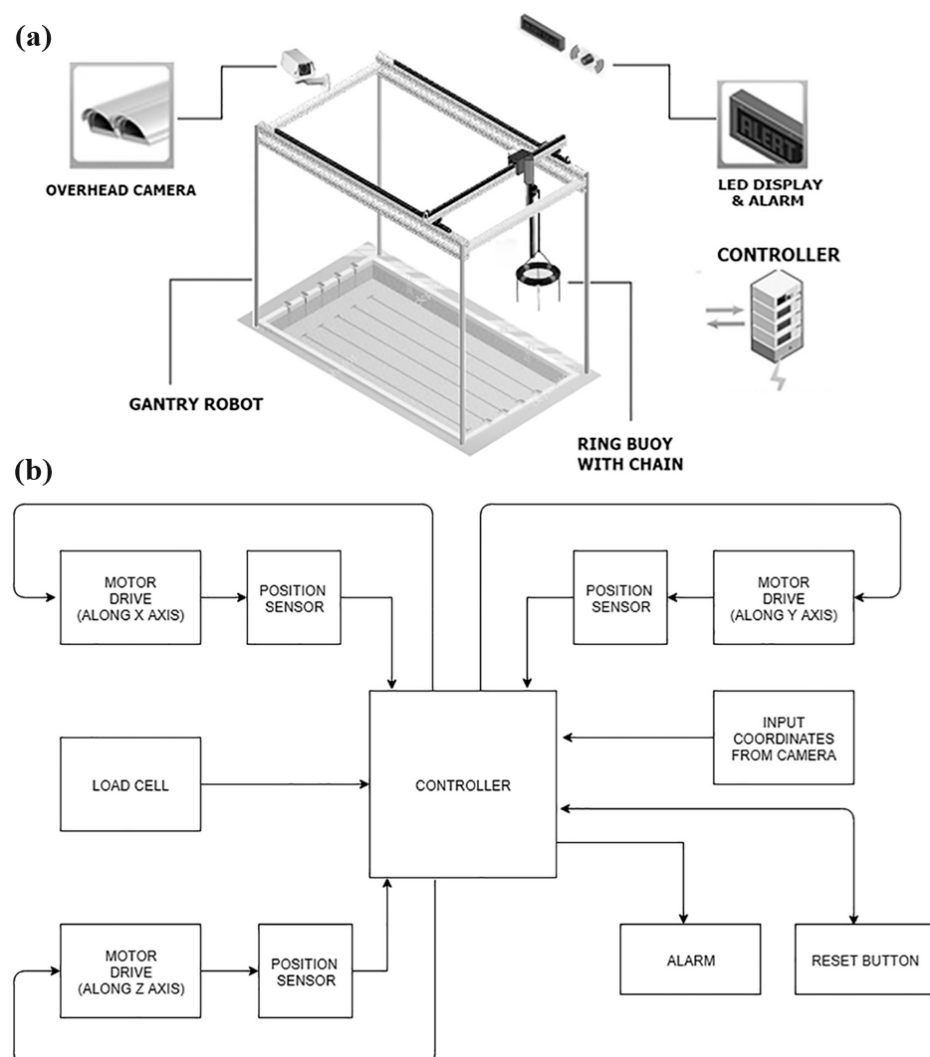 (a)
OVERHEAD CAMERA
ALERT
LED DISPLAY
& ALARM
CONTROLLER
GANTRY ROBOT
RING BUOY
WITH CHAIN
(b)
MOTOR
DRIVE
(ALONG X AXIS)
POSITION
SENSOR
POSITION
SENSOR
MOTOR
DRIVE
(ALONG Y AXIS)
LOAD CELL
CONTROLLER
INPUT
COORDINATES
FROM CAMERA
MOTOR
DRIVE
(ALONG Z AXIS)
POSITION
SENSOR
ALARM
RESET BUTTON